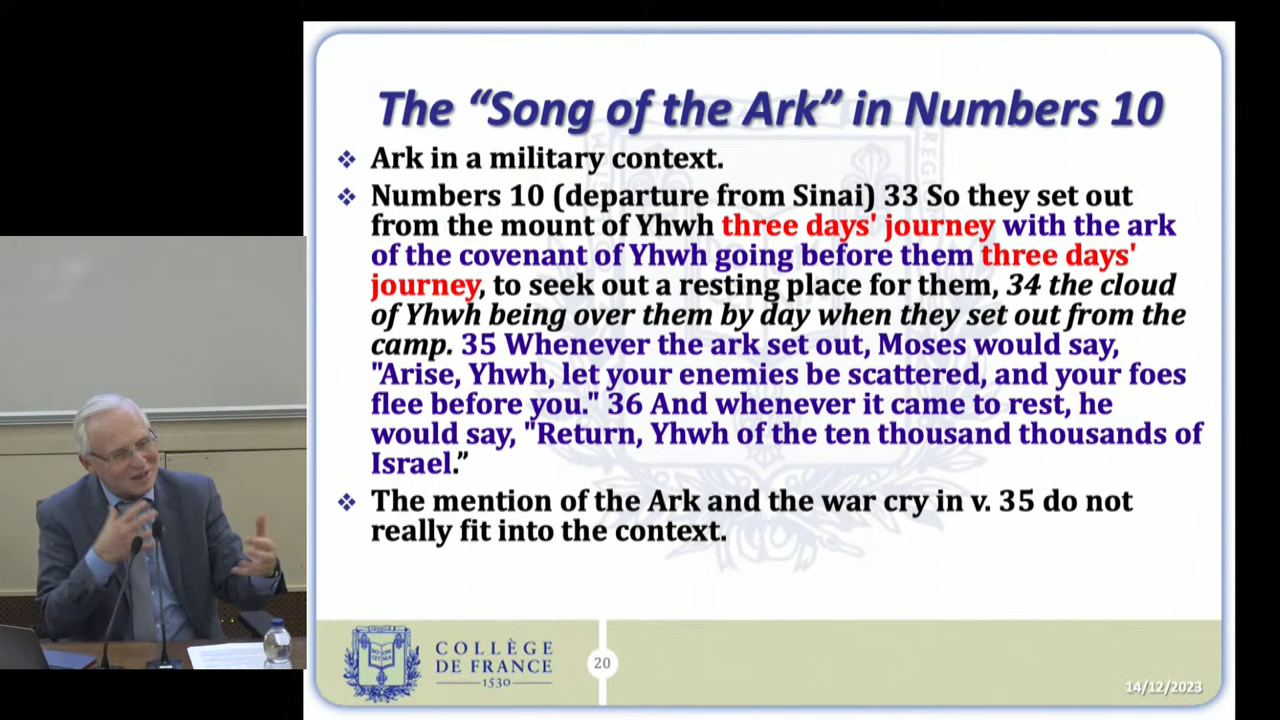 The “Song of the Ark” in Numbers 10
❖ Ark in a military context.
❖ Numbers 10 (departure from Sinai) 33 So they set out
from the mount of Yhwh three days' journey with the ark
of the covenant of Yhwh going before them three days'
journey, to seek out a resting place for them, 34 the cloud
of Yhwh being over them by day when they set out from the
camp. 35 Whenever the ark set out, Moses would say,
"Arise, Yhwh, let your enemies be scattered, and your foes
flee before you." 36 And whenever it came to rest, he
would say, "Return, Yhwh of the ten thousand thousands of
Israel.”
❖ The mention of the Ark and the war cry in v. 35 do not
really fit into the context.
COLLÈGE
DE FRANCE
1530
20
14/12/2023